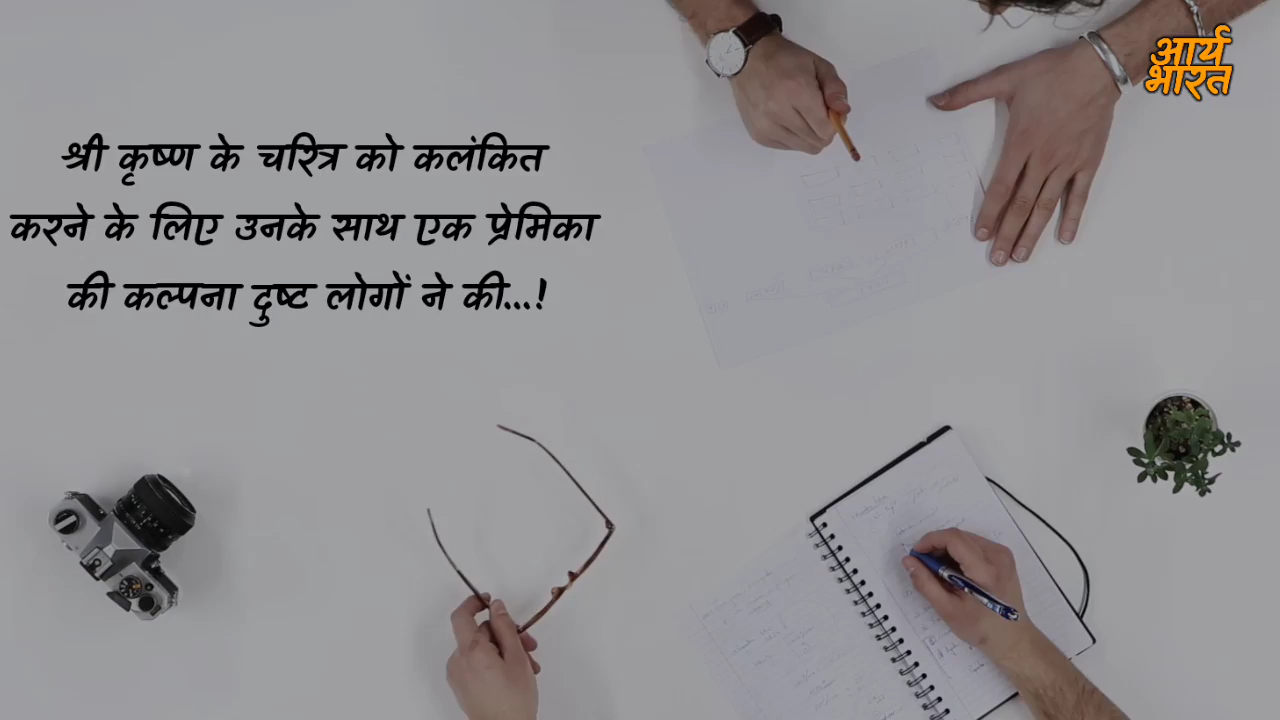 श्री कृष्ण के चरित्र को कलंकित
करने के लिए उनके साथ एक प्रेमिका
की कल्पना दुष्ट लोगों ने की...!
आर्य
भारत